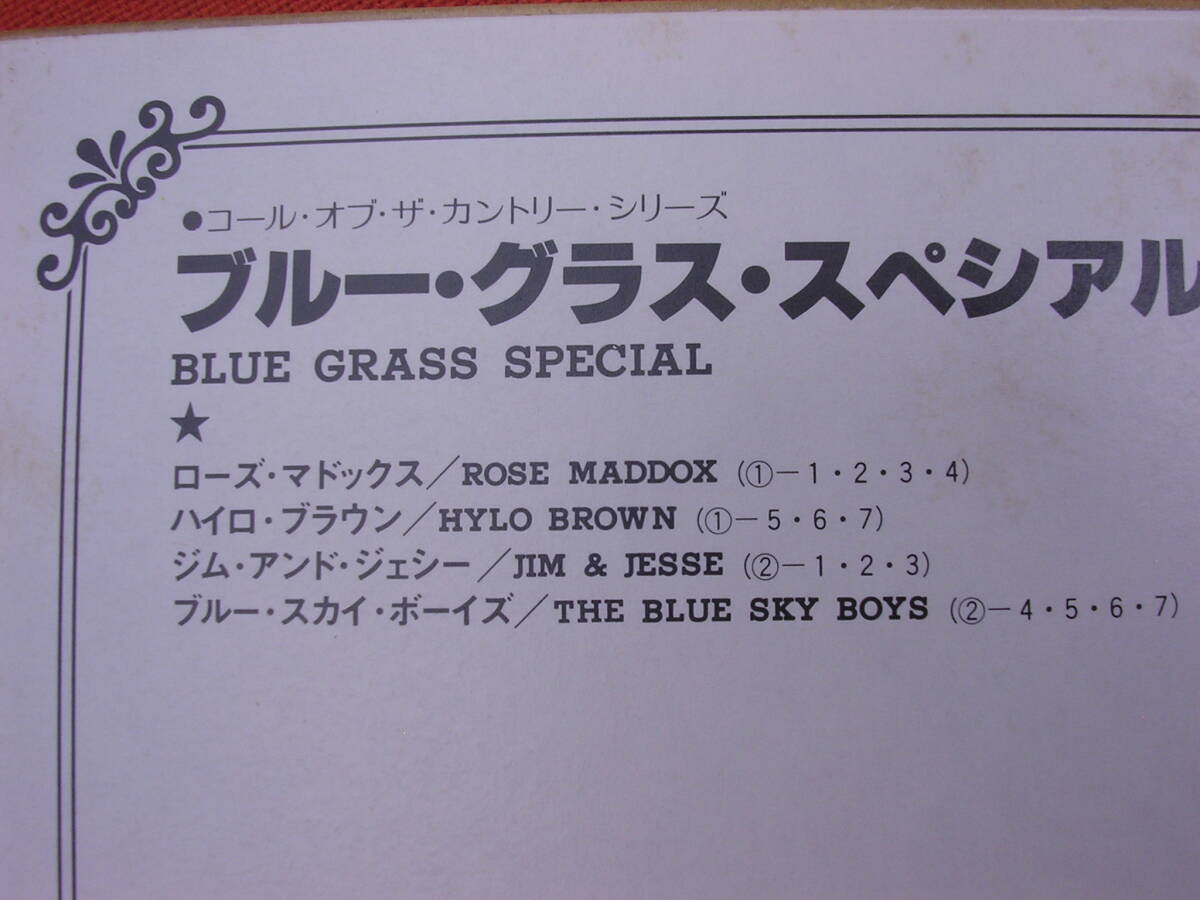 ●コール・オブ・ザ・カントリー・シリーズ
ブルー・グラス・スペシャル
BLUE GRASS SPECIAL
★
ローズ・マドックス/ROSE MADDOX (①-1・2・3・4)
ハイロ・ブラウン/HYLO BROWN (①-5・6・7)
ジム・アンド・ジェシー/JIM & JESSE (②-1・2・3)
ブルー・スカイ・ボーイズ/THE BLUE SKY BOYS (②-4・5・6・7)